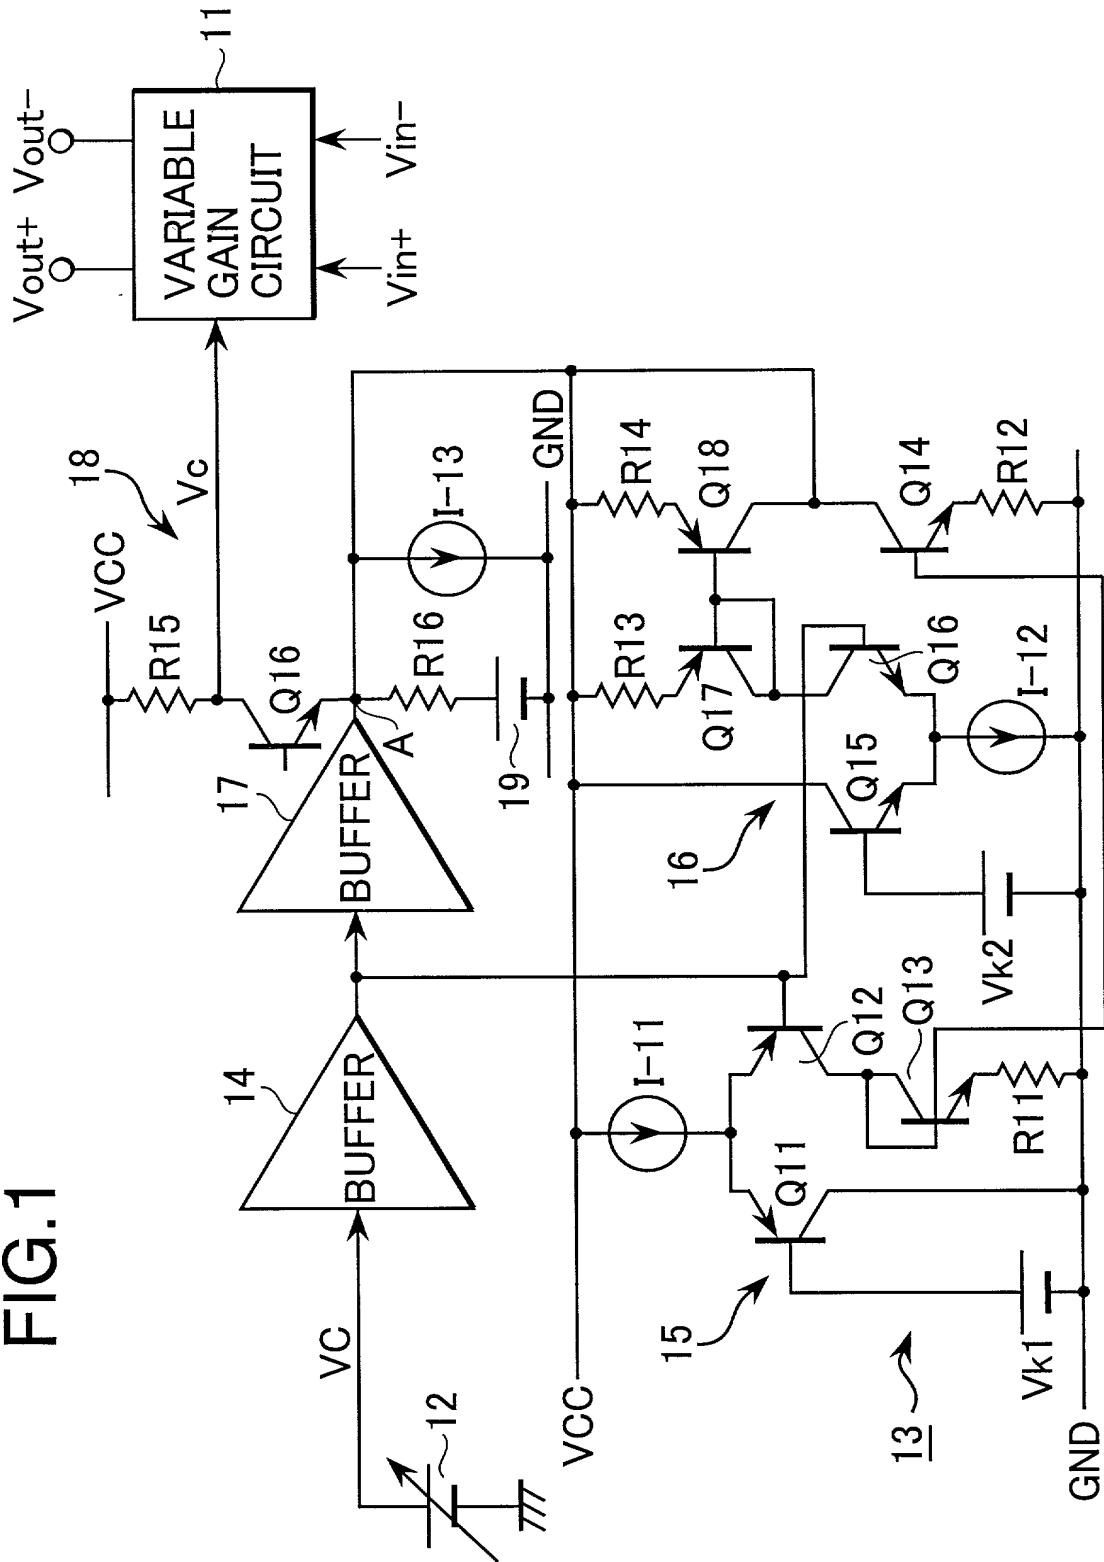 FIG.1
Vout+
Vout-
11
VARIABLE
GAIN
CIRCUIT
Vin+
Vin-
18
Vc
VCC
R15
Q16
17
BUFFER
A
R16
I-13
19
GND
14
BUFFER
VC
12
VCC
R14
Q18
R13
Q17
Q14
R12
Q16
I-12
Q15
16
Vk2
I-11
Q12
Q13
R11
Q11
15
Vk1
13
GND